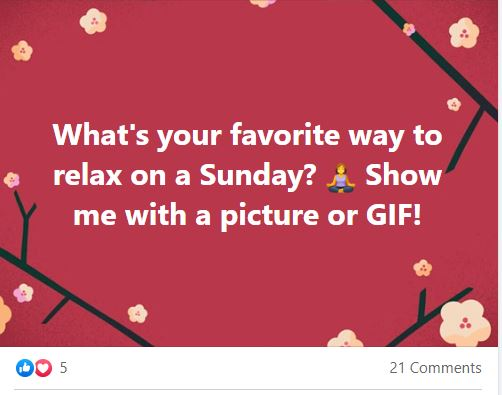 What's your favorite way to
relax on a Sunday? 🧘 Show
me with a picture or GIF!
5
21 Comments